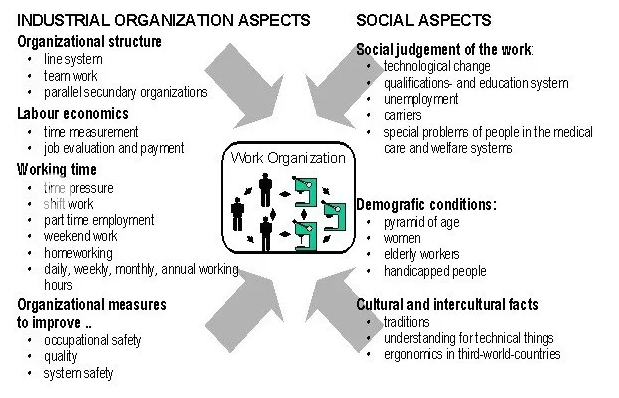 INDUSTRIAL ORGANIZATION ASPECTS
Organizational structure
• line system
• team work
• parallel secondary organizations
Labour economics
• time measurement
• job evaluation and payment
Working time
• time pressure
• shift work
• part time employment
• weekend work
• homeworking
• daily, weekly, monthly, annual working
hours
Organizational measures
to improve ..
• occupational safety
• quality
• system safety
Work Organization
SOCIAL ASPECTS
Social judgement of the work:
• technological change
• qualifications- and education system
• unemployment
• carriers
• special problems of people in the medical
care and welfare systems
Demografic conditions:
• pyramid of age
• women
• elderly workers
• handicapped people
Cultural and intercultural facts
• traditions
• understanding for technical things
• ergonomics in third-world-countries